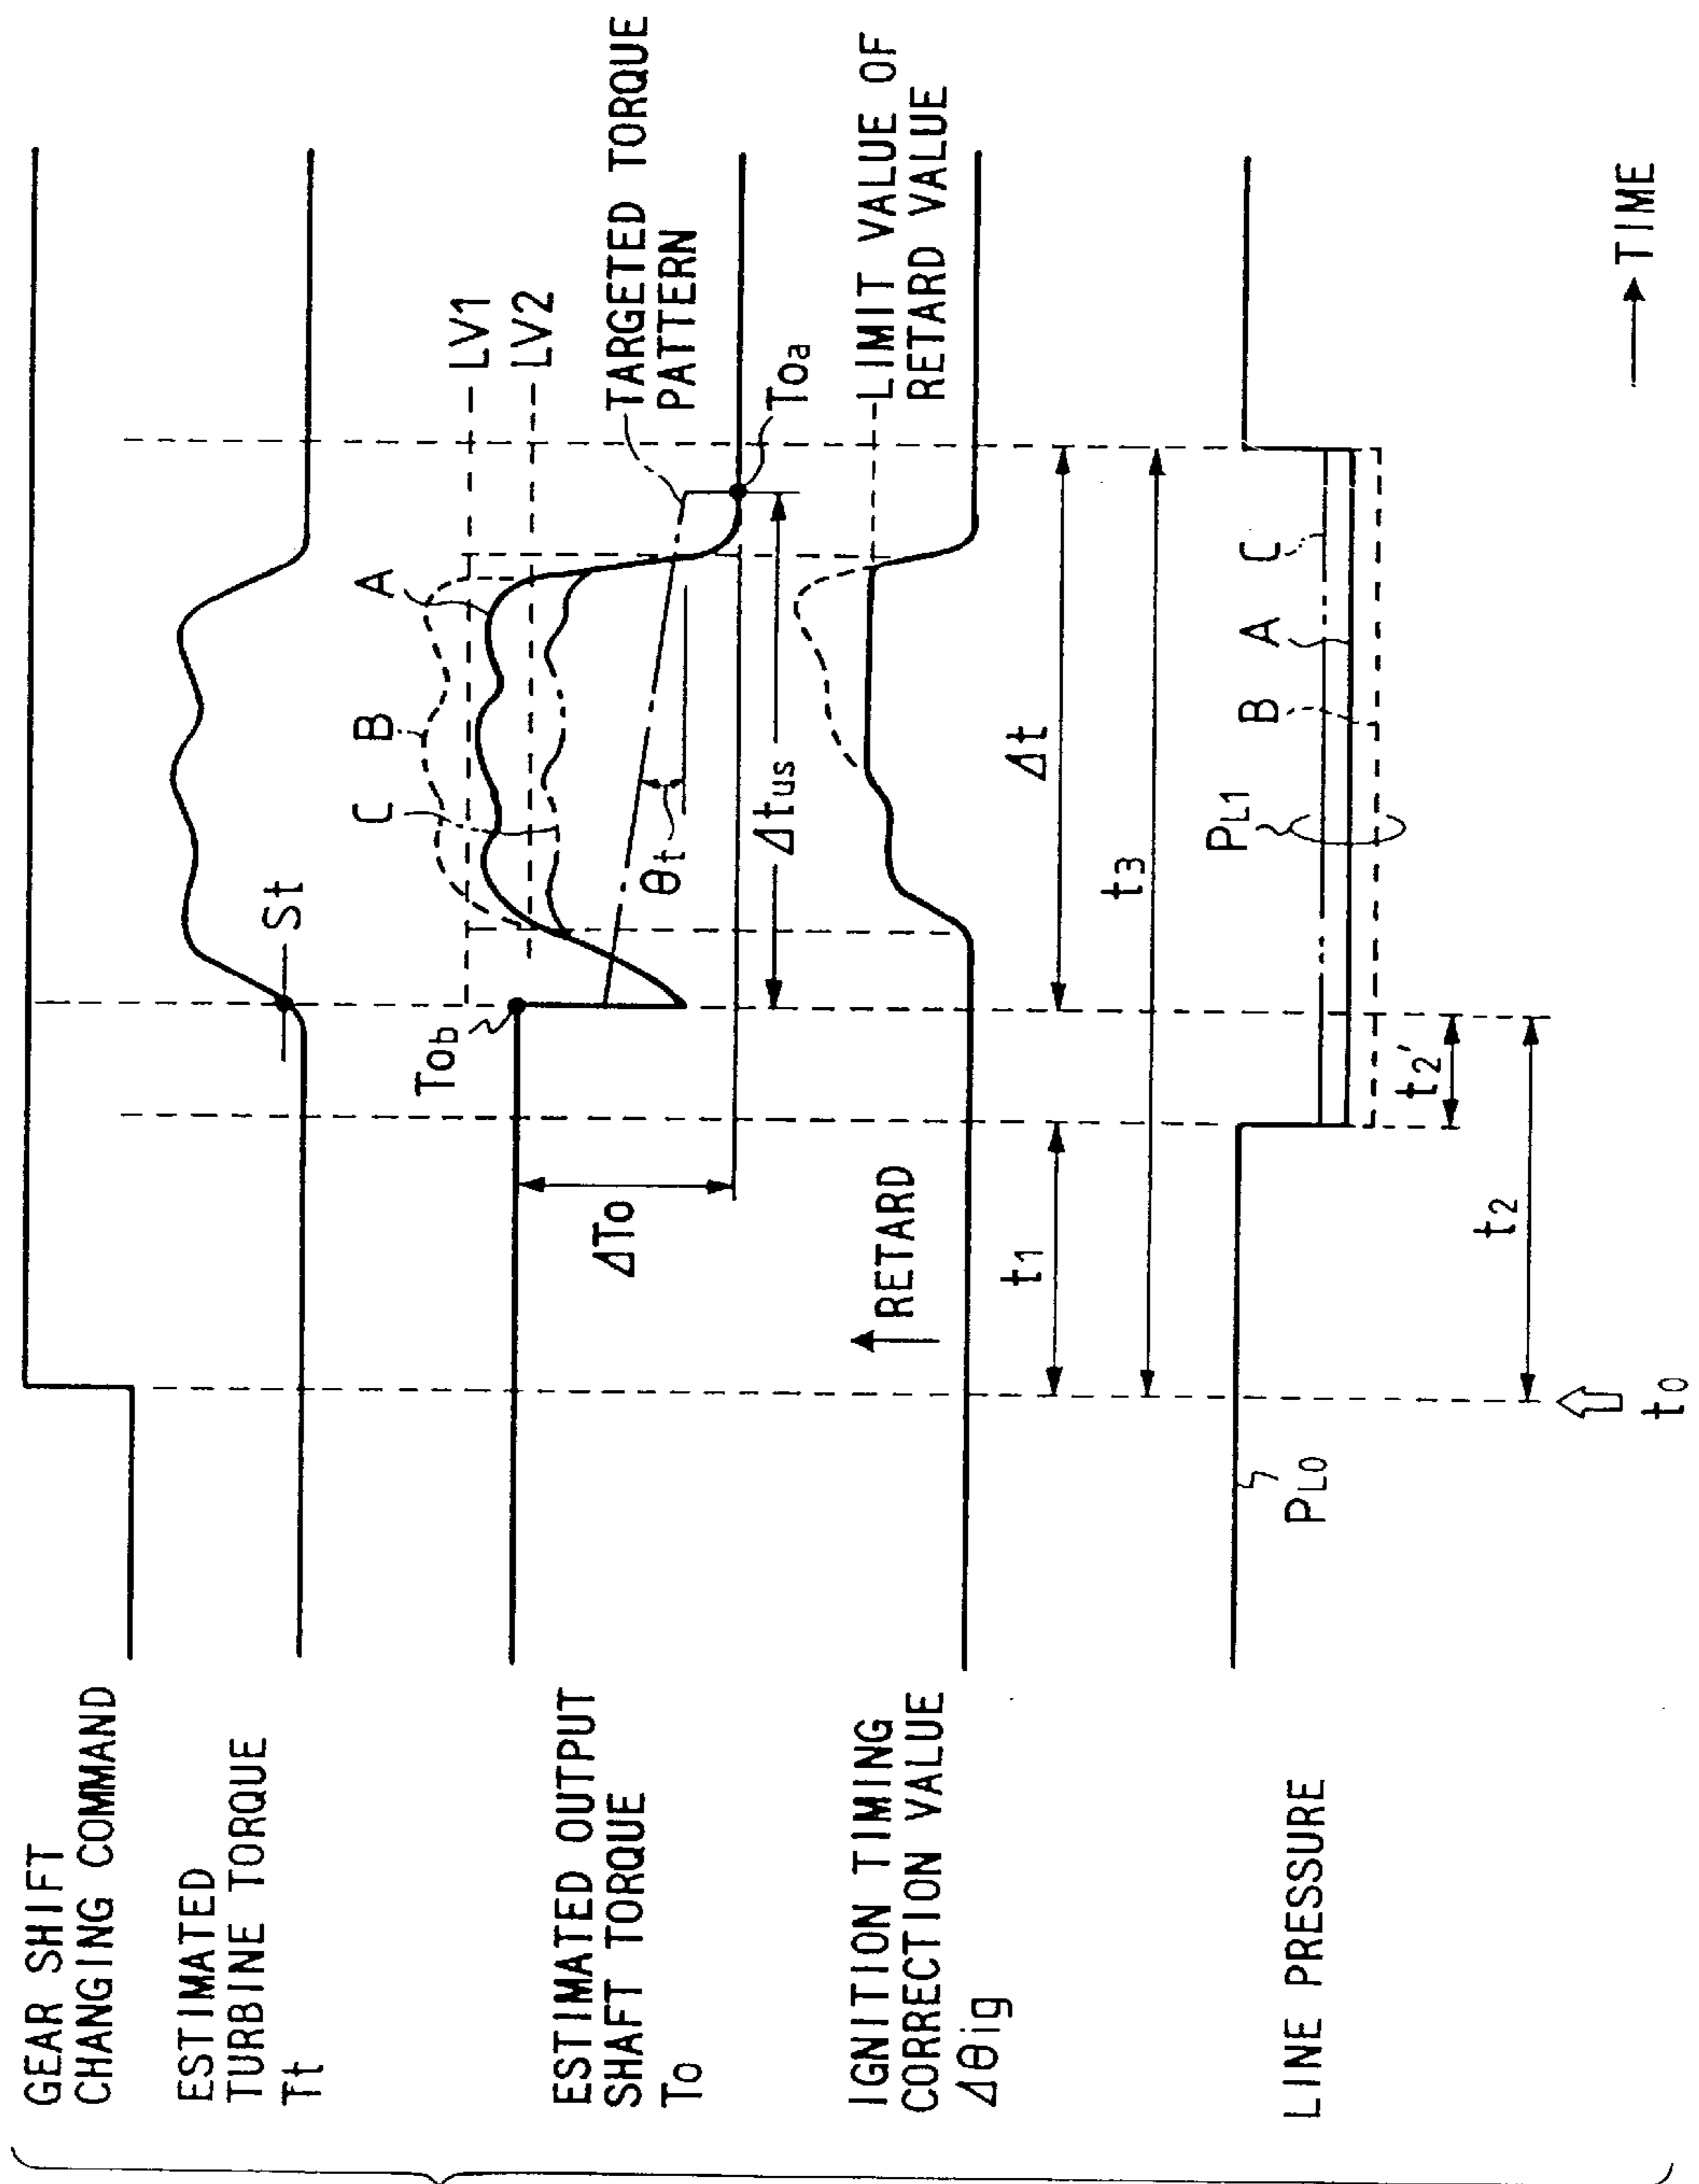 GEAR SHIFT
CHANGING COMMAND
ESTIMATED
TURBINE TORQUE
Tt
St
ESTIMATED OUTPUT
SHAFT TORQUE
To
Tob
ΔTo
C
B
A
LV1
LV2
TARGETED TORQUE
PATTERN
θt
Toa
Δtus
IGNITION TIMING
CORRECTION VALUE
Δθig
RETARD
LIMIT VALUE OF
RETARD VALUE
t1
Δt
t3
LINE PRESSURE
PL0
PL1
B
A
C
t2'
t2
t0
TIME